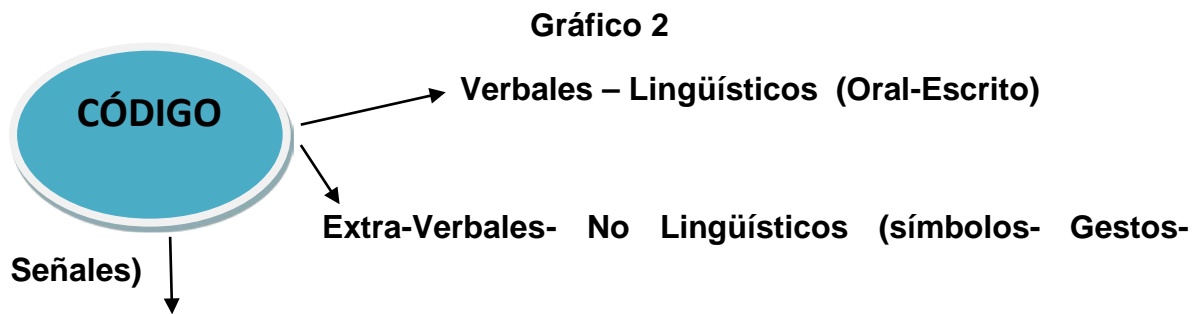 Gráfico 2
CÓDIGO
Verbales – Lingüísticos (Oral-Escrito)
Extra-Verbales- No Lingüísticos (símbolos- Gestos-
Señales)